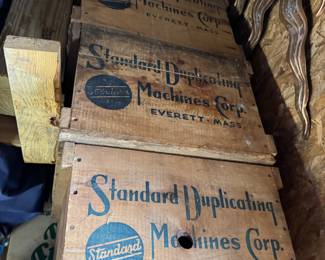 Machines Corp.
EVERETT - MASS
Standard Duplicating
Standard
Machines Corp.
EVERETT - MASS
Standard Duplicating
Standard
Machines Corp.